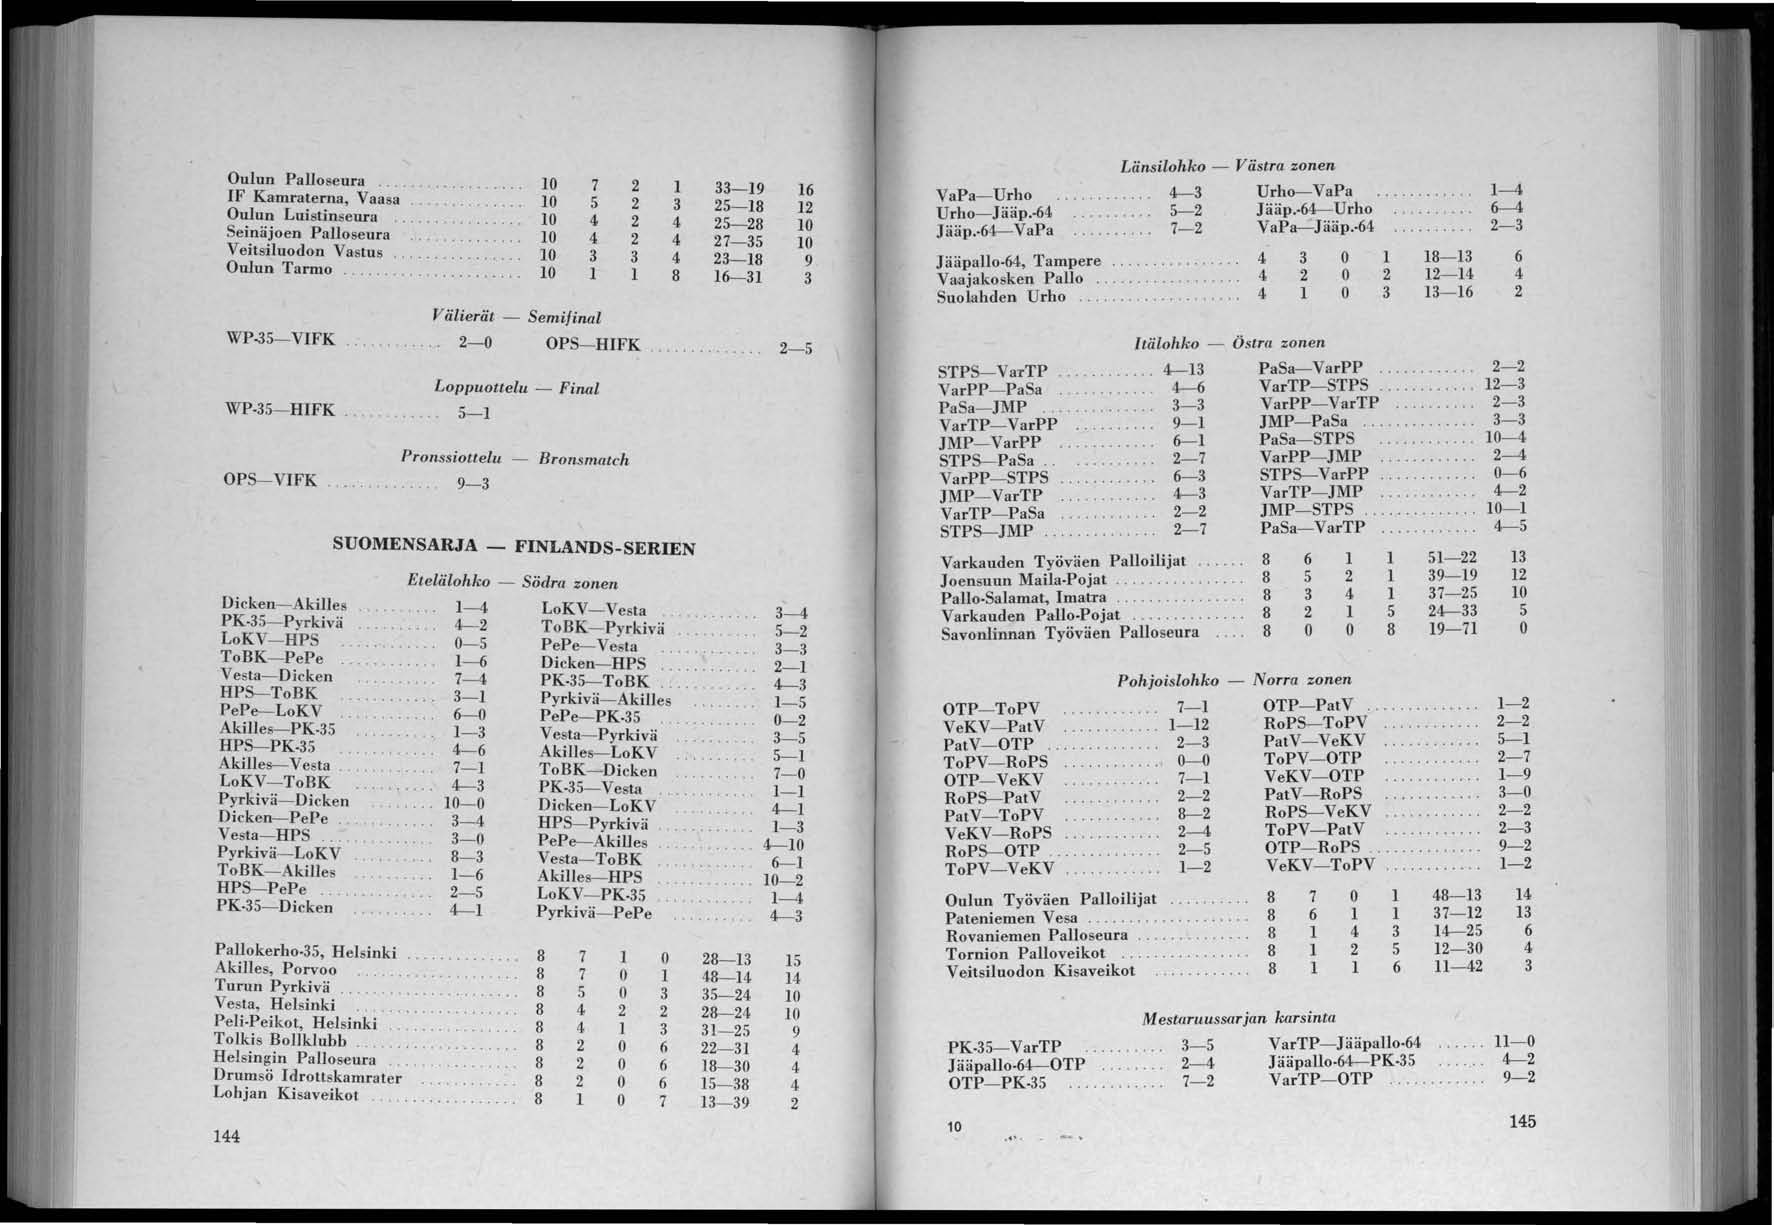 Oulun Palloseura .................. 10 7 2 1 33—19 16
IF Kamraterna, Vaasa .............. 10 5 2 3 25—18 12
Oulun Luistinseura ................ 10 4 2 4 25—28 10
Seinäjoen Palloseura .............. 10 4 2 4 27—35 10
Veitsiluodon Vastus ............... 10 3 3 4 23—18 9
Oulun Tarmo ....................... 10 1 1 8 16—31 3
Välierät — Semifinal
WP-35—VIFK ............ 2—0 OPS—HIFK .............. 2—5
Loppuottelu — Final
WP-35—HIFK ............ 5—1
Pronssiottelu — Bronsmatch
OPS—VIFK .............. 9—3
SUOMENSARJA — FINLANDS-SERIEN
Etelälohko — Södra zonen
Dicken—Akilles .......... 1—4 LoKV—Vesta ............ 3—4
PK-35—Pyrkivä .......... 4—2 ToBK—Pyrkivä .......... 5—2
LoKV—HPS ............ 0—5 PePe—Vesta ............ 3—3
ToBK—PePe ............ 1—6 Dicken—HPS ............ 2—1
Vesta—Dicken .......... 7—4 PK-35—ToBK ............ 4—3
HPS—ToBK ............ 3—1 Pyrkivä—Akilles ........ 1—5
PePe—LoKV ............ 6—0 PePe—PK-35 ............ 0—2
Akilles—PK-35 .......... 1—3 Vesta—Pyrkivä .......... 3—5
HPS—PK-35 ............ 4—6 Akilles—LoKV .......... 5—1
Akilles—Vesta ............ 7—1 ToBK—Dicken .......... 7—0
LoKV—ToBK ............ 4—3 PK-35—Vesta ............ 1—1
Pyrkivä—Dicken ........ 10—0 Dicken—LoKV .......... 4—1
Dicken—PePe ............ 3—4 HPS—Pyrkivä ............ 1—3
Vesta—HPS .............. 3—0 PePe—Akilles ............ 4—10
Pyrkivä—LoKV .......... 8—3 Vesta—ToBK ............ 6—1
ToBK—Akilles .......... 1—6 Akilles—HPS ............ 10—2
HPS—PePe .............. 2—5 LoKV—PK-35 ............ 1—4
PK-35—Dicken .......... 4—1 Pyrkivä—PePe .......... 4—3
Pallokerho-35, Helsinki .............. 8 7 1 0 28—13 15
Akilles, Porvoo .................... 8 7 0 1 48—14 14
Turun Pyrkivä ...................... 8 5 0 3 35—24 10
Vesta, Helsinki .................... 8 4 2 2 28—24 10
Peli-Peikot, Helsinki ................ 8 4 1 3 31—25 9
Tolkis Bollklubb .................... 8 2 0 6 22—31 4
Helsingin Palloseura ................ 8 2 0 6 18—30 4
Drumsö Idrottskamrater ............ 8 2 0 6 15—38 4
Lohjan Kisaveikot .................. 8 1 0 7 13—39 2
144
Länsilohko — Västra zonen
VaPa—Urho ............ 4—3 Urho—VaPa ............ 1—4
Urho—Jääp.-64 .......... 5—2 Jääp.-64—Urho .......... 6—4
Jääp.-64—VaPa .......... 7—2 VaPa—Jääp.-64 .......... 2—3
Jääpallo-64, Tampere ................ 4 3 0 1 18—13 6
Vaajakosken Pallo .................. 4 2 0 2 12—14 4
Suolahden Urho .................... 4 1 0 3 13—16 2
Itälohko — Östra zonen
STPS—VarTP ............ 4—13 PaSa—VarPP ............ 2—2
VarPP—PaSa ............ 4—6 VarTP—STPS ............ 12—3
PaSa—JMP .............. 3—3 VarPP—VarTP .......... 2—3
VarTP—VarPP .......... 9—1 JMP—PaSa .............. 3—3
JMP—VarPP ............ 6—1 PaSa—STPS ............ 10—4
STPS—PaSa .. .......... 2—7 VarPP—JMP ............ 2—4
VarPP—STPS ............ 6—3 STPS—VarPP ............ 0—6
JMP—VarTP ............ 4—3 VarTP—JMP ............ 4—2
VarTP—PaSa ............ 2—2 JMP—STPS .............. 10—1
STPS—JMP .............. 2—7 PaSa—VarTP ............ 4—5
Varkauden Työväen Palloilijat ...... 8 6 1 1 51—22 13
Joensuun Maila-Pojat ................ 8 5 2 1 39—19 12
Pallo-Salamat, Imatra ................ 8 3 4 1 37—25 10
Varkauden Pallo-Pojat .............. 8 2 1 5 24—33 5
Savonlinnan Työväen Palloseura .... 8 0 0 8 19—71 0
Pohjoislohko — Norra zonen
OTP—ToPV ............ 7—1 OTP—PatV .............. 1—2
VeKV—PatV ............ 1—12 RoPS—ToPV ............ 2—2
PatV—OTP .............. 2—3 PatV—VeKV ............ 5—1
ToPV—RoPS ............ 0—0 ToPV—OTP ............ 2—7
OTP—VeKV ............ 7—1 VeKV—OTP ............ 1—9
RoPS—PatV ............ 2—2 PatV—RoPS ............ 3—0
PatV—ToPV ............ 8—2 RoPS—VeKV ............ 2—2
VeKV—RoPS ............ 2—4 ToPV—PatV ............ 2—3
RoPS—OTP .............. 2—5 OTP—RoPS .............. 9—2
ToPV—VeKV ............ 1—2 VeKV—ToPV ............ 1—2
Oulun Työväen Palloilijat .......... 8 7 0 1 48—13 14
Pateniemen Vesa .................... 8 6 1 1 37—12 13
Rovaniemen Palloseura .............. 8 1 4 3 14—25 6
Tornion Palloveikot ................ 8 1 2 5 12—30 4
Veitsiluodon Kisaveikot ............ 8 1 1 6 11—42 3
Mestaruussarjan karsinta
PK-35—VarTP .......... 3—5 VarTP—Jääpallo-64 ...... 11—0
Jääpallo-64—OTP ........ 2—4 Jääpallo-64—PK-35 ...... 4—2
OTP—PK-35 ............ 7—2 VarTP—OTP ............ 9—2
10 145